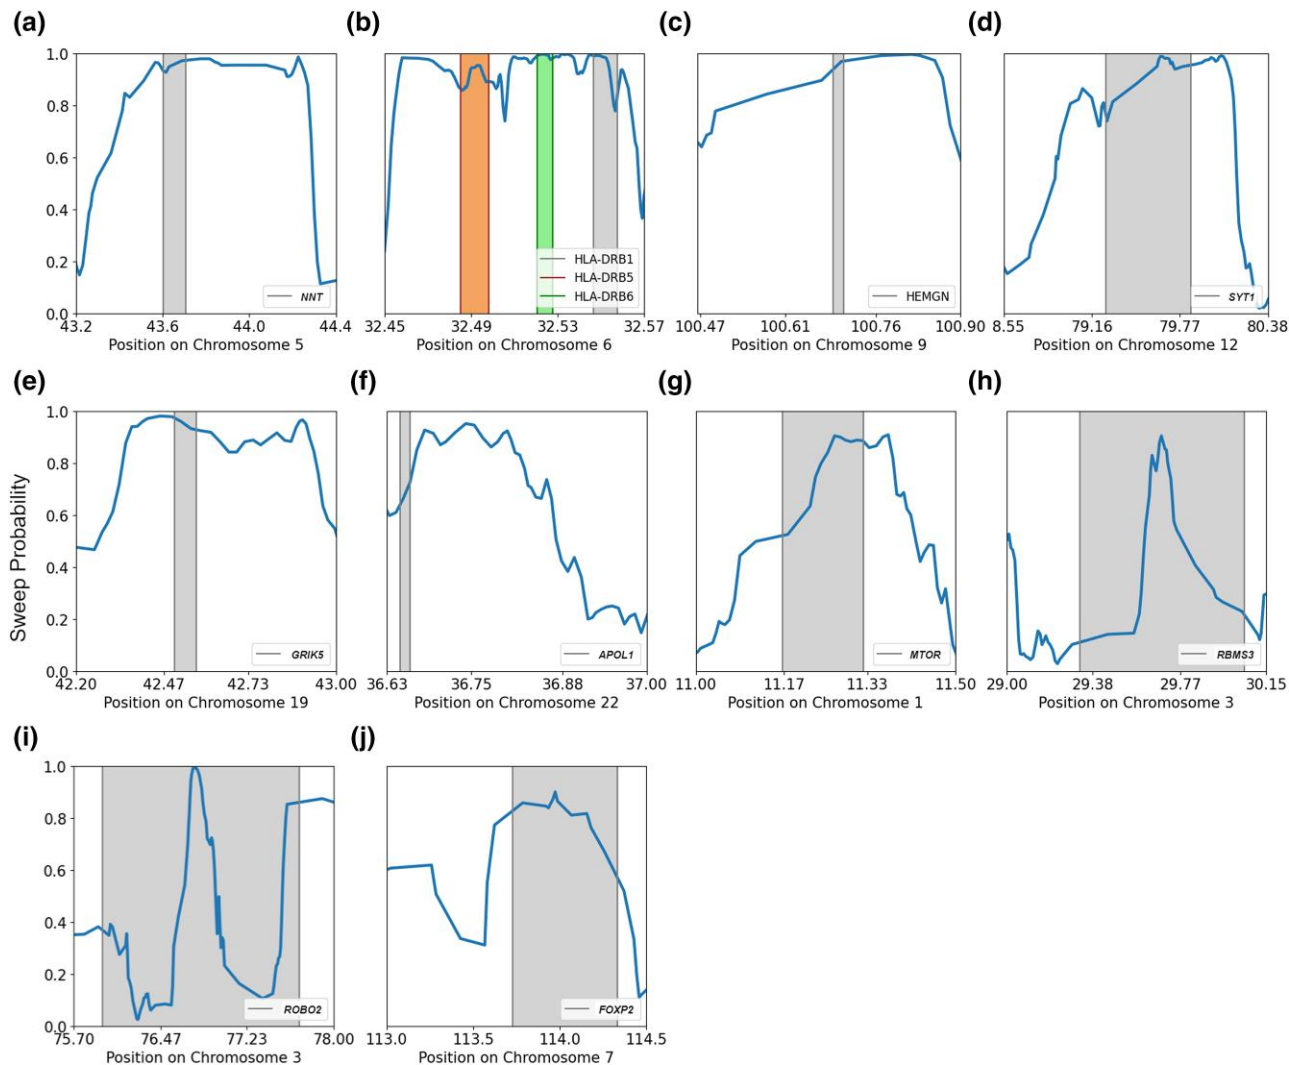 (a)
(b)
(c)
(d)
1.0
0.8
0.6
0.4
0.2
0.0
NNT
43.2 43.6 44.0 44.4
Position on Chromosome 5
HLA-DRB1
HLA-DRB5
HLA-DRB6
32.45 32.49 32.53 32.57
Position on Chromosome 6
HEMGN
100.47 100.61 100.76 100.90
Position on Chromosome 9
SYT1
8.55 79.16 79.77 80.38
Position on Chromosome 12
(e)
(f)
(g)
(h)
Sweep Probability
1.0
0.8
0.6
0.4
0.2
0.0
GRIK5
42.20 42.47 42.73 43.00
Position on Chromosome 19
APOL1
36.63 36.75 36.88 37.00
Position on Chromosome 22
MTOR
11.00 11.17 11.33 11.50
Position on Chromosome 1
RBMS3
29.00 29.38 29.77 30.15
Position on Chromosome 3
(i)
(j)
1.0
0.8
0.6
0.4
0.2
0.0
ROBO2
75.70 76.47 77.23 78.00
Position on Chromosome 3
FOXP2
113.0 113.5 114.0 114.5
Position on Chromosome 7